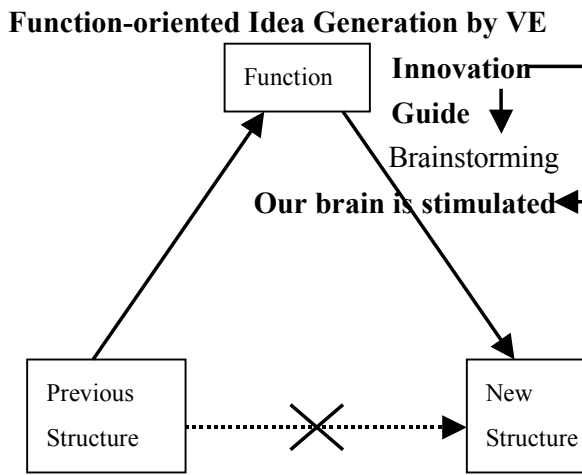 Function-oriented Idea Generation by VE
Function
Innovation
Guide
Brainstorming
Our brain is stimulated
Previous
Structure
New
Structure